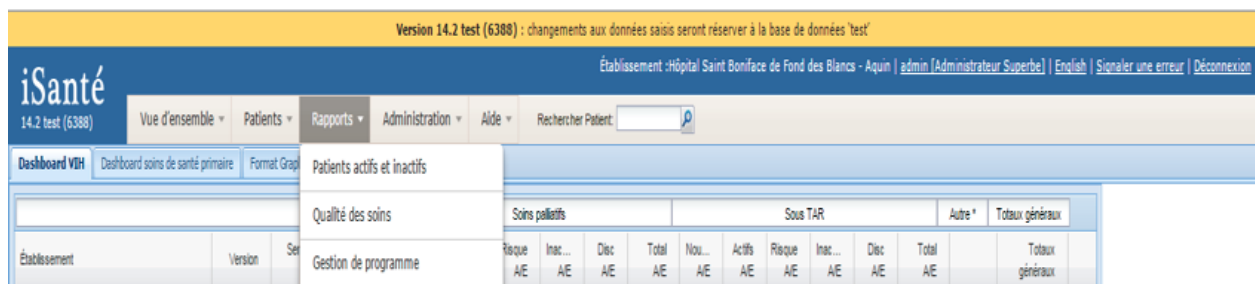 Version 14.2 test (6388) : changements aux données saisis seront réserver à la base de données 'test'
Établissement :Hôpital Saint Boniface de Fond des Blancs - Aquin | admin [Administrateur Superbe] | English | Signaler une erreur | Déconnexion
iSanté
14.2 test (6388)
Vue d'ensemble Patients Rapports Administration Aide Rechercher Patient:
Dashboard VIH Dashboard soins de santé primaire Format Grap
Patients actifs et inactifs
Qualité des soins
Gestion de programme
Soins palliatifs Sous TAR Autre * Totaux généraux
Établissement Version Ser Risque Inac... Disc Total Nou... Actifs Risque Inac... Disc Total Totaux
A/E A/E A/E A/E A/E A/E A/E A/E A/E A/E généraux